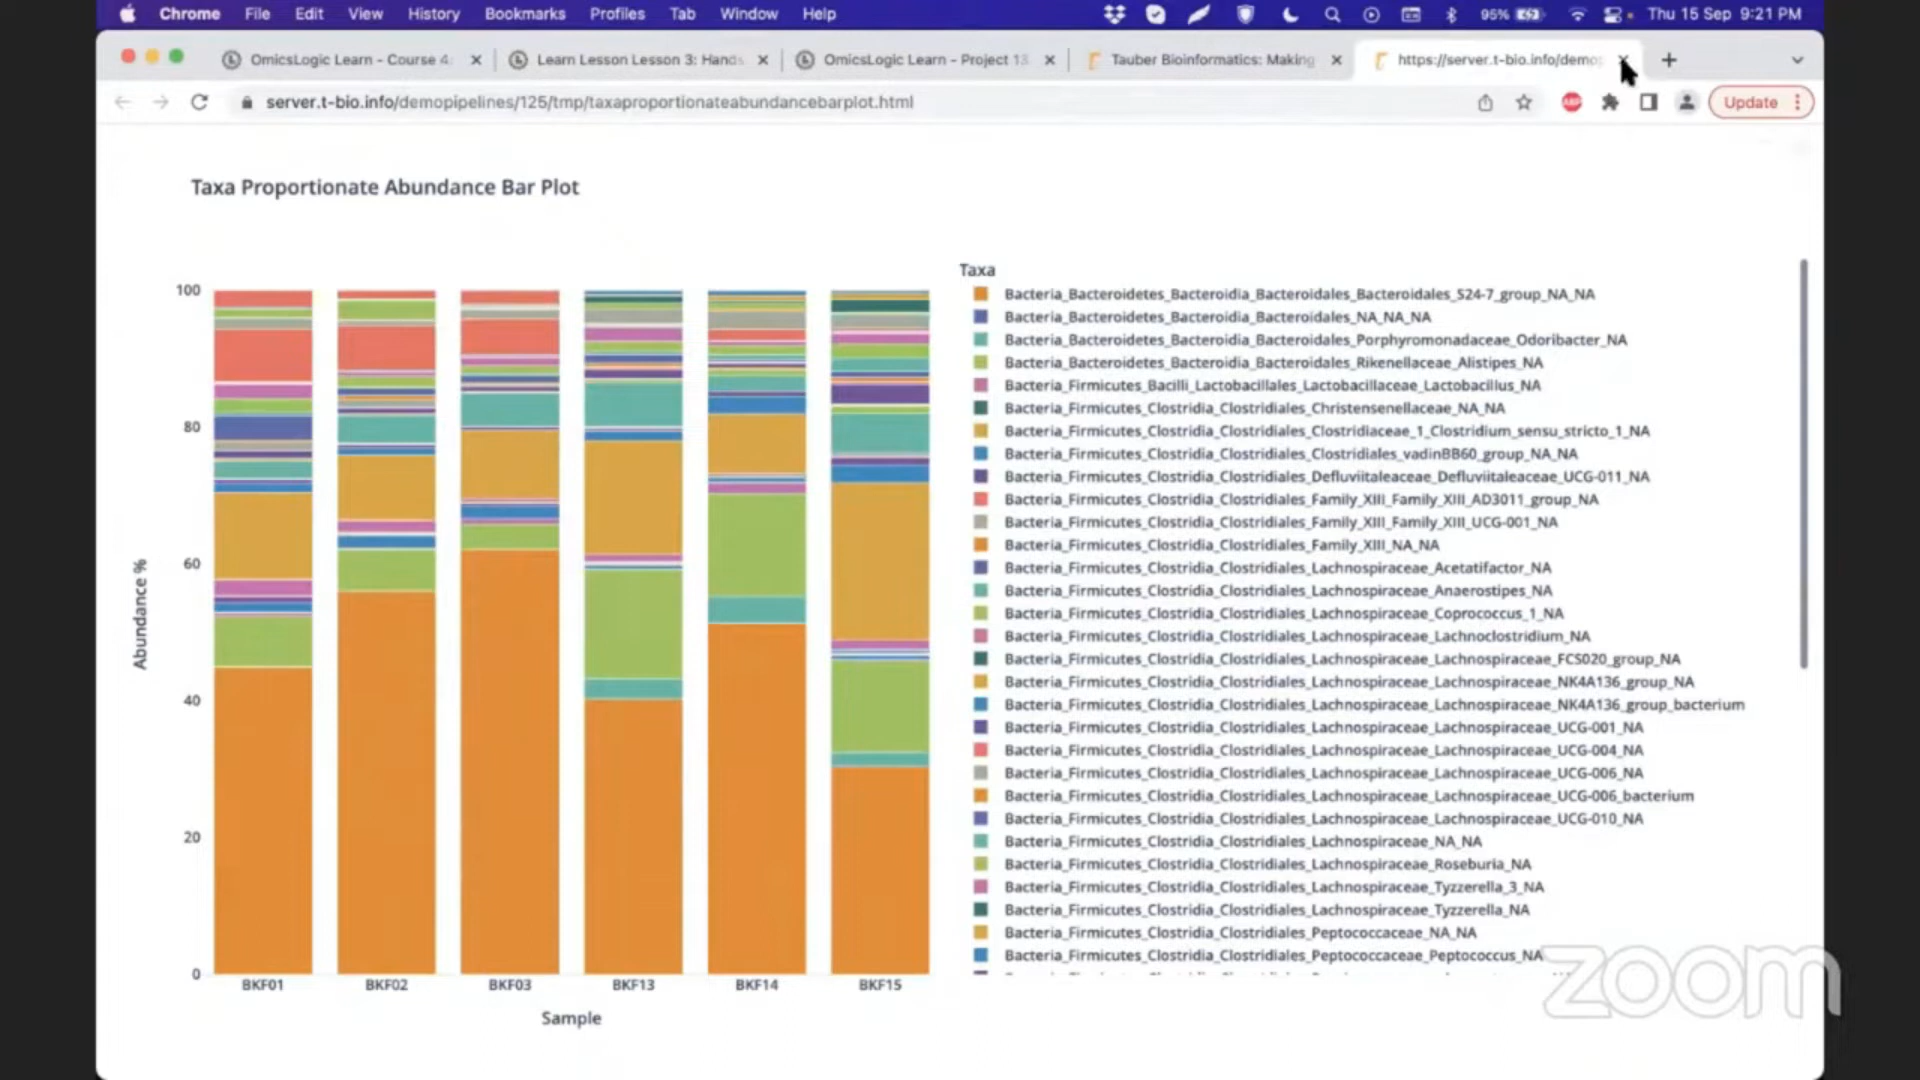 Chrome File Edit View History Bookmarks Profiles Tab Window Help 95% Thu 15 Sep 9:21 PM
OmicsLogic Learn - Course 4 Learn Lesson Lesson 3: Hands OmicsLogic Learn - Project 13 Tauber Bioinformatics: Making https://server.t-bio.info/demo
server.t-bio.info/demopipelines/125/tmp/taxaproportionateabundancebarplot.html ABP Update
Taxa Proportionate Abundance Bar Plot
Taxa
Bacteria_Bacteroidetes_Bacteroidia_Bacteroidales_Bacteroidales_S24-7_group_NA_NA
Bacteria_Bacteroidetes_Bacteroidia_Bacteroidales_NA_NA_NA
Bacteria_Bacteroidetes_Bacteroidia_Bacteroidales_Porphyromonadaceae_Odoribacter_NA
Bacteria_Bacteroidetes_Bacteroidia_Bacteroidales_Rikenellaceae_Alistipes_NA
Bacteria_Firmicutes_Bacilli_Lactobacillales_Lactobacillaceae_Lactobacillus_NA
Bacteria_Firmicutes_Clostridia_Clostridiales_Christensenellaceae_NA_NA
Bacteria_Firmicutes_Clostridia_Clostridiales_Clostridiaceae_1_Clostridium_sensu_stricto_1_NA
Bacteria_Firmicutes_Clostridia_Clostridiales_Clostridiales_vadinBB60_group_NA_NA
Bacteria_Firmicutes_Clostridia_Clostridiales_Defluviitaleaceae_Defluviitaleaceae_UCG-011_NA
Bacteria_Firmicutes_Clostridia_Clostridiales_Family_XIII_Family_XIII_AD3011_group_NA
Bacteria_Firmicutes_Clostridia_Clostridiales_Family_XIII_Family_XIII_UCG-001_NA
Bacteria_Firmicutes_Clostridia_Clostridiales_Family_XIII_NA_NA
Bacteria_Firmicutes_Clostridia_Clostridiales_Lachnospiraceae_Acetatifactor_NA
Bacteria_Firmicutes_Clostridia_Clostridiales_Lachnospiraceae_Anaerostipes_NA
Bacteria_Firmicutes_Clostridia_Clostridiales_Lachnospiraceae_Coprococcus_1_NA
Bacteria_Firmicutes_Clostridia_Clostridiales_Lachnospiraceae_Lachnoclostridium_NA
Bacteria_Firmicutes_Clostridia_Clostridiales_Lachnospiraceae_Lachnospiraceae_FCS020_group_NA
Bacteria_Firmicutes_Clostridia_Clostridiales_Lachnospiraceae_Lachnospiraceae_NK4A136_group_NA
Bacteria_Firmicutes_Clostridia_Clostridiales_Lachnospiraceae_Lachnospiraceae_NK4A136_group_bacterium
Bacteria_Firmicutes_Clostridia_Clostridiales_Lachnospiraceae_Lachnospiraceae_UCG-001_NA
Bacteria_Firmicutes_Clostridia_Clostridiales_Lachnospiraceae_Lachnospiraceae_UCG-004_NA
Bacteria_Firmicutes_Clostridia_Clostridiales_Lachnospiraceae_Lachnospiraceae_UCG-006_NA
Bacteria_Firmicutes_Clostridia_Clostridiales_Lachnospiraceae_Lachnospiraceae_UCG-006_bacterium
Bacteria_Firmicutes_Clostridia_Clostridiales_Lachnospiraceae_Lachnospiraceae_UCG-010_NA
Bacteria_Firmicutes_Clostridia_Clostridiales_Lachnospiraceae_NA_NA
Bacteria_Firmicutes_Clostridia_Clostridiales_Lachnospiraceae_Roseburia_NA
Bacteria_Firmicutes_Clostridia_Clostridiales_Lachnospiraceae_Tyzzerella_3_NA
Bacteria_Firmicutes_Clostridia_Clostridiales_Lachnospiraceae_Tyzzerella_NA
Bacteria_Firmicutes_Clostridia_Clostridiales_Peptococcaceae_NA_NA
Bacteria_Firmicutes_Clostridia_Clostridiales_Peptococcaceae_Peptococcus_NA
100
80
60
40
20
0
Abundance %
BKF01 BKF02 BKF03 BKF13 BKF14 BKF15
Sample
zoom